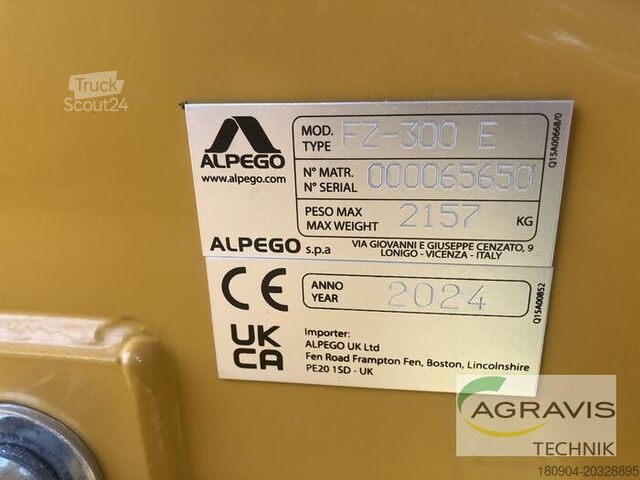 Truck
Scout24
ALPEGO
www.alpego.com
MOD. TYPE FZ-300 E
N° MATR. N° SERIAL 000065650
PESO MAX MAX WEIGHT 2157 KG
ALPEGO s.p.a
VIA GIOVANNI E GIUSEPPE CENZATO, 9
LONIGO - VICENZA - ITALY
Q15A00668/0
CE
ANNO YEAR 2024
Q15A00852
UK
CA
Importer:
ALPEGO UK Ltd
Fen Road Frampton Fen, Boston, Lincolnshire
PE20 1SD - UK
AGRAVIS
TECHNIK
180904-20328895